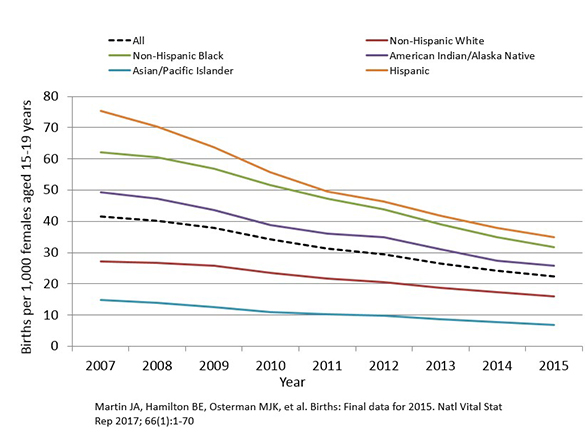 All
Non-Hispanic White
Non-Hispanic Black
American Indian/Alaska Native
Asian/Pacific Islander
Hispanic
Births per 1,000 females aged 15-19 years
80
70
60
50
40
30
20
10
0
2007 2008 2009 2010 2011 2012 2013 2014 2015
Year
Martin JA, Hamilton BE, Osterman MJK, et al. Births: Final data for 2015. Natl Vital Stat
Rep 2017; 66(1):1-70